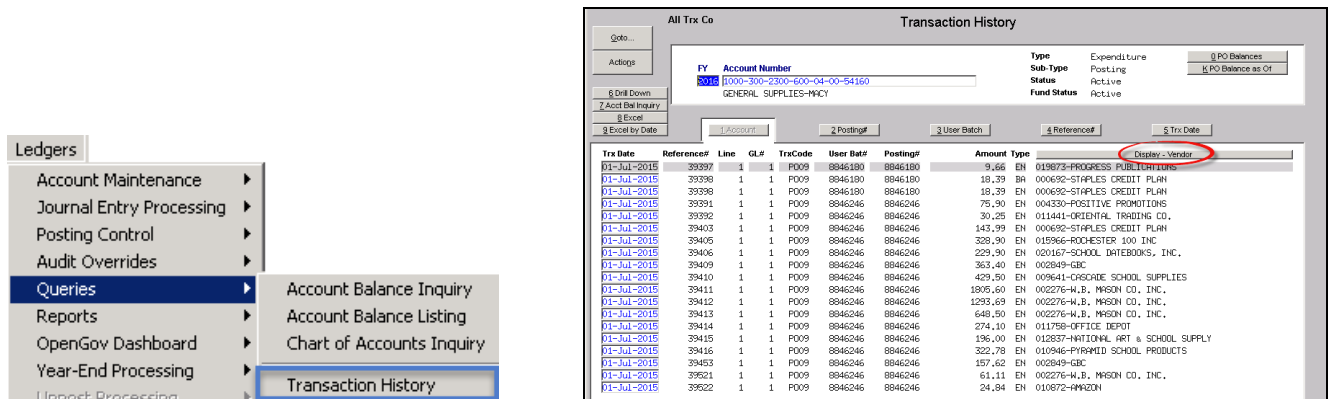 Ledgers
Account Maintenance
Journal Entry Processing
Posting Control
Audit Overrides
Queries
Reports
OpenGov Dashboard
Year-End Processing
Unpost Processing
Account Balance Inquiry
Account Balance Listing
Chart of Accounts Inquiry
Transaction History
All Trx Co Transaction History
Goto...
Actions
6 Drill Down
7 Acct Bal Inquiry
8 Excel
9 Excel by Date
FY Account Number
2016 1000-300-2300-600-04-00-54160
GENERAL SUPPLIES-MACY
Type Expenditure
Sub-Type Posting
Status Active
Fund Status Active
0 PO Balances
K PO Balance as Of
1 Account 2 Posting# 3 User Batch 4 Reference# 5 Trx Date
Trx Date Reference# Line GL# TrxCode User Bat# Posting# Amount Type Display - Vendor
01-Jul-2015 39397 1 1 PO09 8846180 8846180 9.66 EN 019873-PROGRESS PUBLICATIONS
01-Jul-2015 39398 1 1 PO09 8846180 8846180 18.39 BA 000692-STAPLES CREDIT PLAN
01-Jul-2015 39398 1 1 PO09 8846180 8846180 18.39 EN 000692-STAPLES CREDIT PLAN
01-Jul-2015 39391 1 1 PO09 8846246 8846246 75.90 EN 004330-POSITIVE PROMOTIONS
01-Jul-2015 39392 1 1 PO09 8846246 8846246 30.25 EN 011441-ORIENTAL TRADING CO.
01-Jul-2015 39403 1 1 PO09 8846246 8846246 143.99 EN 000692-STAPLES CREDIT PLAN
01-Jul-2015 39405 1 1 PO09 8846246 8846246 328.90 EN 015966-ROCHESTER 100 INC
01-Jul-2015 39406 1 1 PO09 8846246 8846246 229.90 EN 020167-SCHOOL DATEBOOKS, INC.
01-Jul-2015 39409 1 1 PO09 8846246 8846246 363.40 EN 002849-GBC
01-Jul-2015 39410 1 1 PO09 8846246 8846246 429.50 EN 009641-CASCADE SCHOOL SUPPLIES
01-Jul-2015 39411 1 1 PO09 8846246 8846246 1805.60 EN 002276-W.B. MASON CO. INC.
01-Jul-2015 39412 1 1 PO09 8846246 8846246 1293.69 EN 002276-W.B. MASON CO. INC.
01-Jul-2015 39413 1 1 PO09 8846246 8846246 648.50 EN 002276-W.B. MASON CO. INC.
01-Jul-2015 39414 1 1 PO09 8846246 8846246 274.10 EN 011758-OFFICE DEPOT
01-Jul-2015 39415 1 1 PO09 8846246 8846246 196.00 EN 012837-NATIONAL ART & SCHOOL SUPPLY
01-Jul-2015 39416 1 1 PO09 8846246 8846246 322.78 EN 010946-PYRAMID SCHOOL PRODUCTS
01-Jul-2015 39453 1 1 PO09 8846246 8846246 157.62 EN 002849-GBC
01-Jul-2015 39521 1 1 PO09 8846246 8846246 61.11 EN 002276-W.B. MASON CO. INC.
01-Jul-2015 39522 1 1 PO09 8846246 8846246 24.84 EN 010872-AMAZON